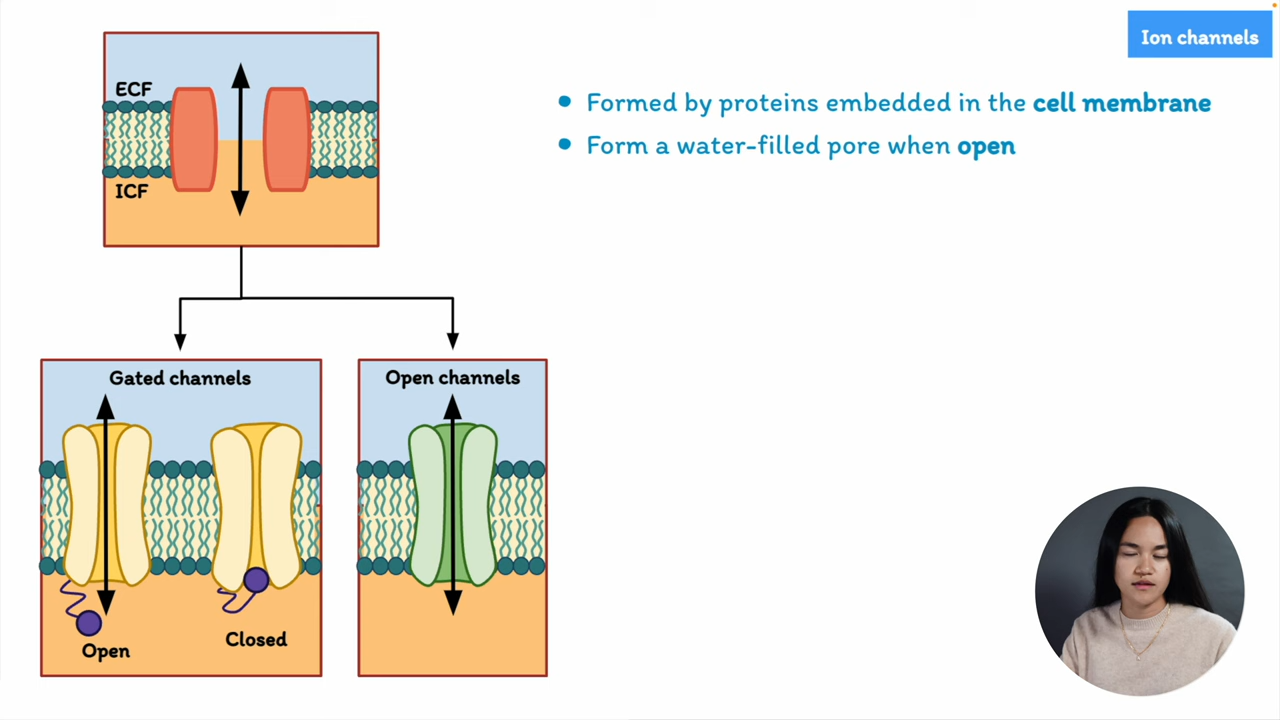 Ion channels
ECF
ICF
• Formed by proteins embedded in the cell membrane
• Form a water-filled pore when open
Gated channels
Open channels
Open
Closed